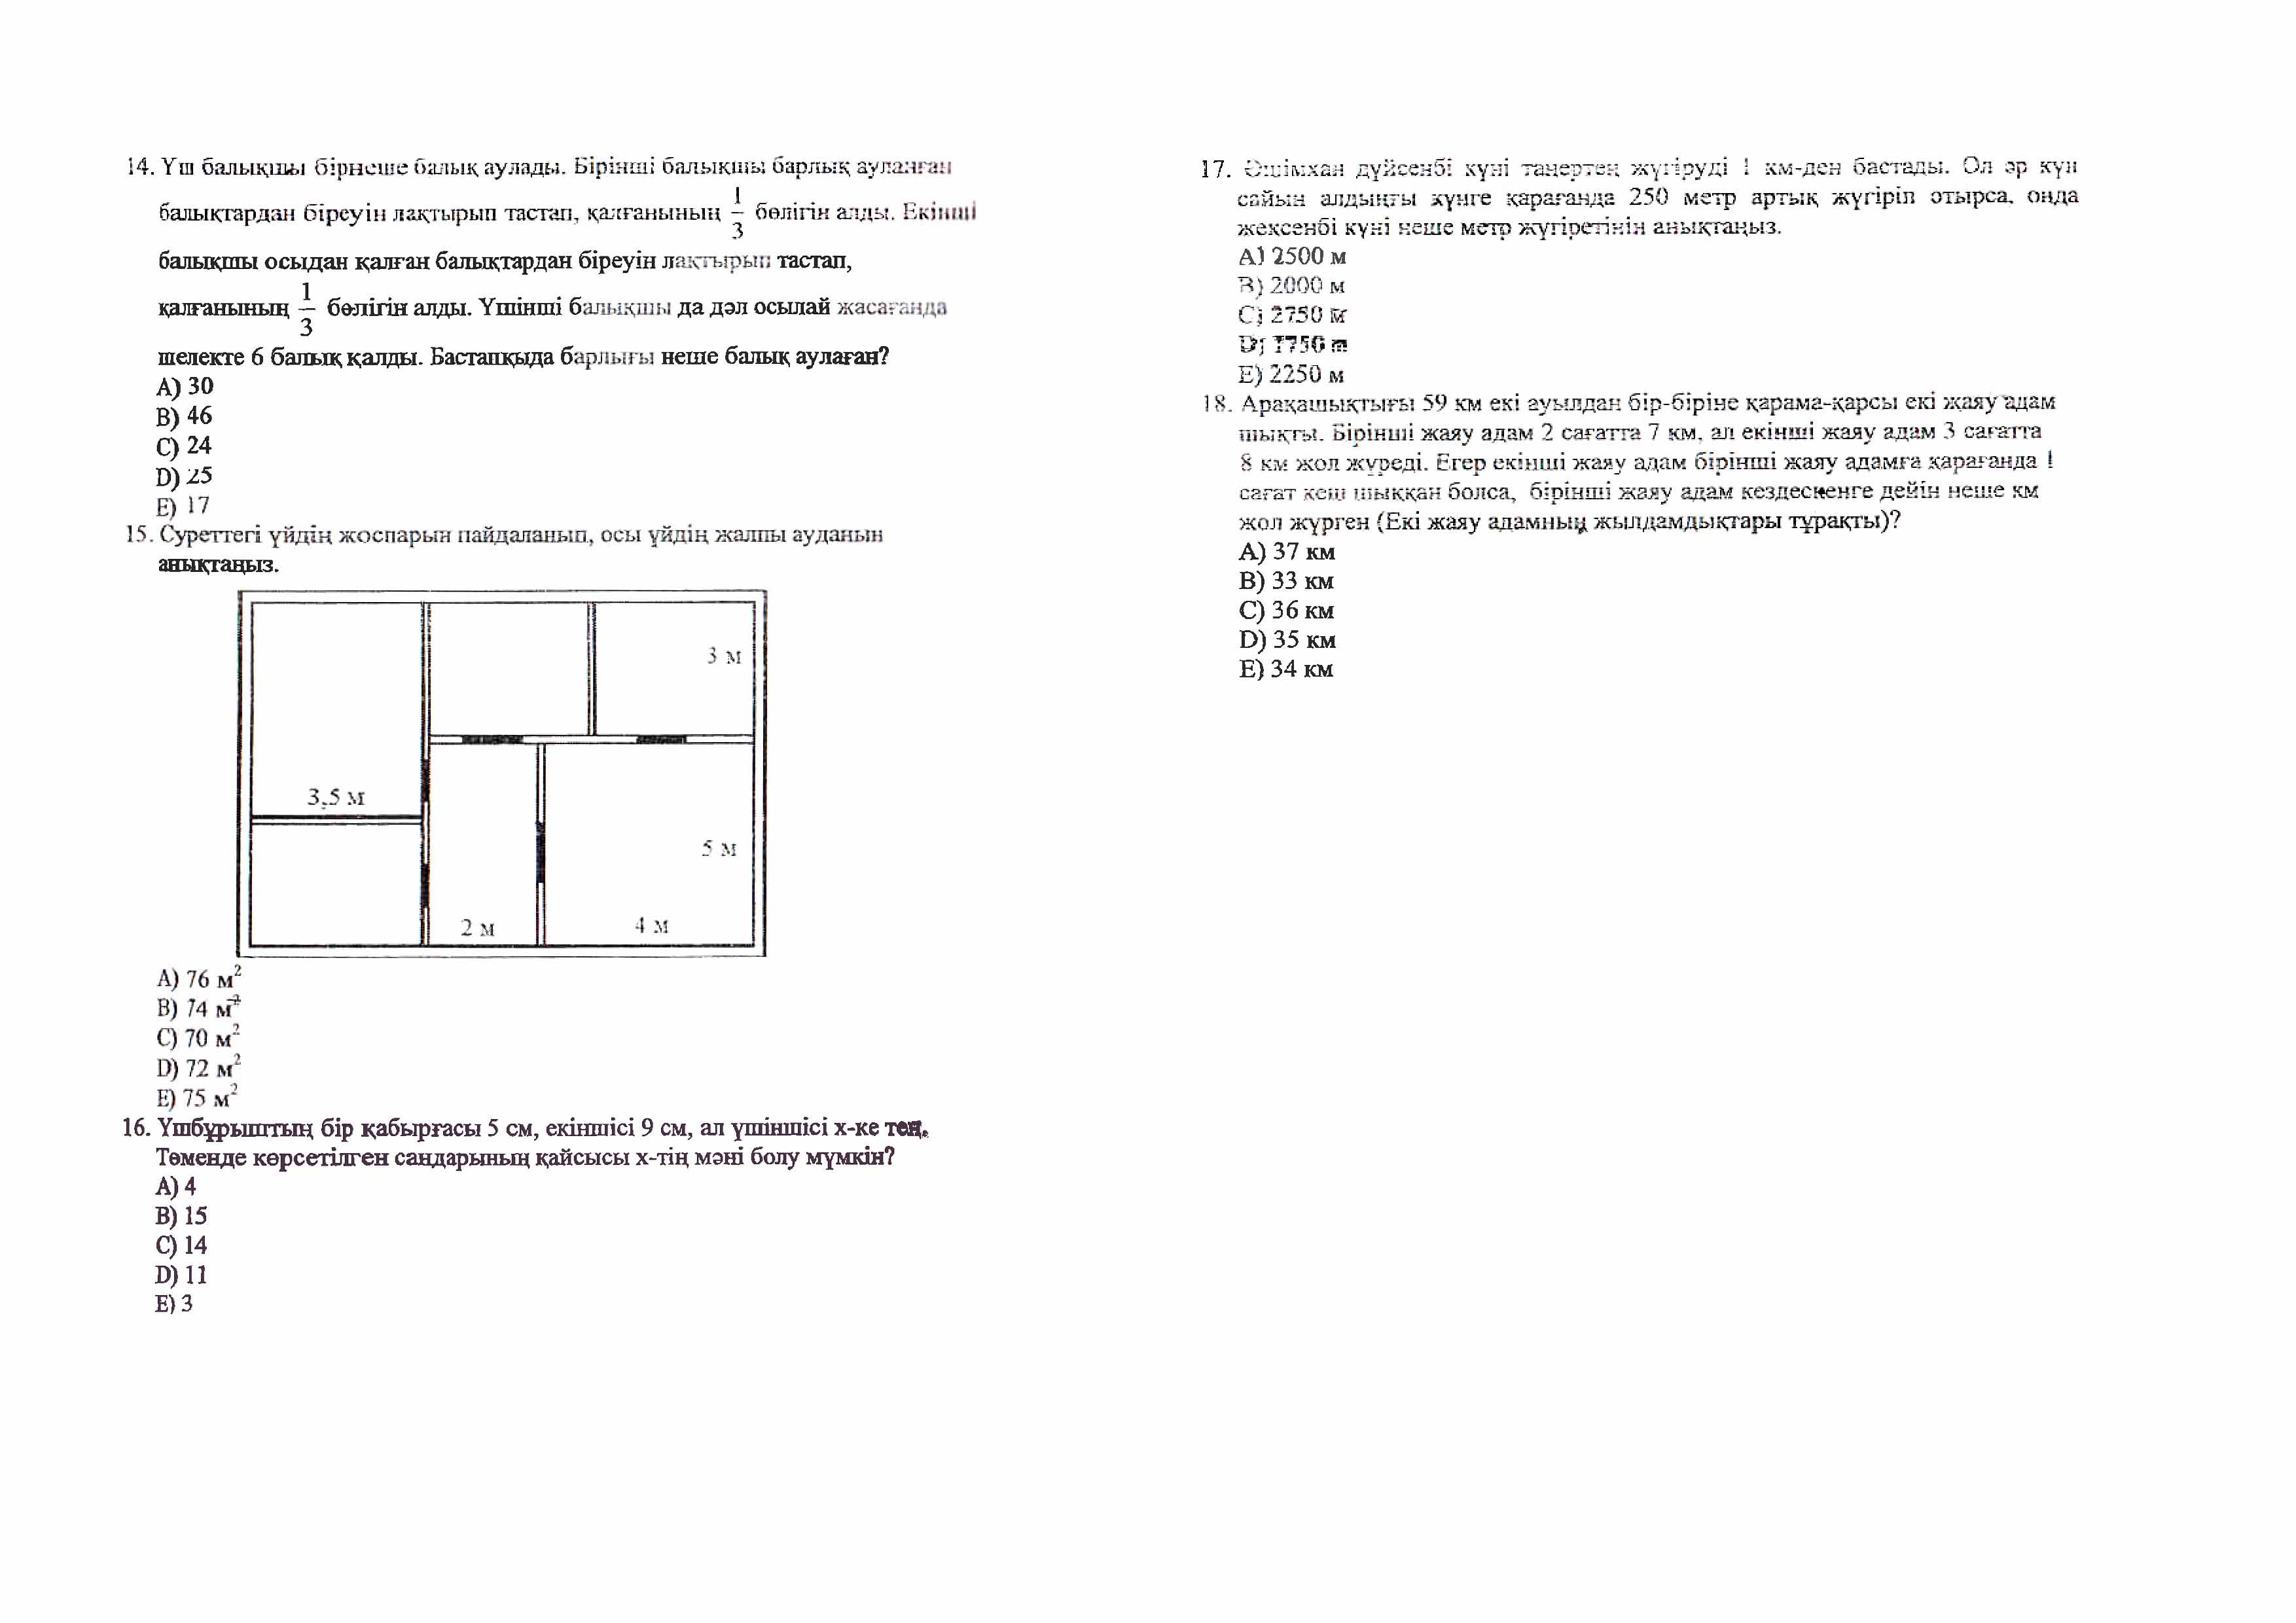 14. Үш балықшы бірнеше балық аулады. Бірінші балықшы барлық ауланған
балықтардан біреуін лақтырып тастап, қалғанының 1/3 бөлігін алды. Екінші
балықшы осыдан қалған балықтардан біреуін лақтырып тастап,
қалғанының 1/3 бөлігін алды. Үшінші балықшы да дәл осылай жасағанда
шелекте 6 балық қалды. Бастапқыда барлығы неше балық аулаған?
A) 30
B) 46
C) 24
D) 25
E) 17
15. Суреттегі үйдің жоспарын пайдаланып, осы үйдің жалпы ауданын
анықтаңыз.
3 м
3,5 м
5 м
2 м
4 м
A) 76 м²
B) 74 м²
C) 70 м²
D) 72 м²
E) 75 м²
16. Үшбұрыштың бір қабырғасы 5 см, екіншісі 9 см, ал үшіншісі х-ке тең.
Төменде көрсетілген сандарының қайсысы х-тің мәні болу мүмкін?
A) 4
B) 15
C) 14
D) 11
E) 3
17. Әшімхан дүйсенбі күні таңертең жүгіруді 1 км-ден бастады. Ол әр күн
сайын алдыңғы күнге қарағанда 250 метр артық жүгіріп отырса, онда
жексенбі күні неше метр жүгіретінін анықтаңыз.
A) 2500 м
B) 2000 м
C) 2750 м
D) 1750 м
E) 2250 м
18. Арақашықтығы 59 км екі ауылдан бір-біріне қарама-қарсы екі жаяу адам
шықты. Бірінші жаяу адам 2 сағатта 7 км, ал екінші жаяу адам 3 сағатта
8 км жол жүреді. Егер екінші жаяу адам бірінші жаяу адамға қарағанда 1
сағат кеш шыққан болса, бірінші жаяу адам кездескенге дейін неше км
жол жүрген (Екі жаяу адамның жылдамдықтары тұрақты)?
A) 37 км
B) 33 км
C) 36 км
D) 35 км
E) 34 км